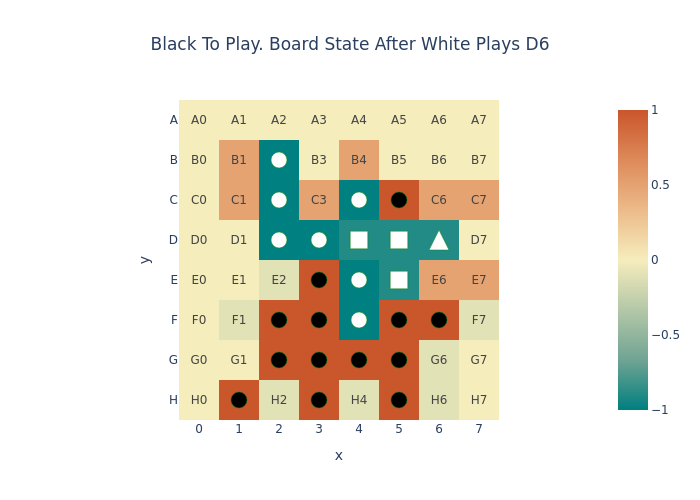 Black To Play. Board State After White Plays D6
A A0 A1 A2 A3 A4 A5 A6 A7 1
B B0 B1 B3 B4 B5 B6 B7
C C0 C1 C3 C6 C7 0.5
D D0 D1 D7
y
0
E E0 E1 E2 E6 E7
F F0 F1 F7 −0.5
G G0 G1 G6 G7
H H0 H2 H4 H6 H7 −1
0 1 2 3 4 5 6 7
x